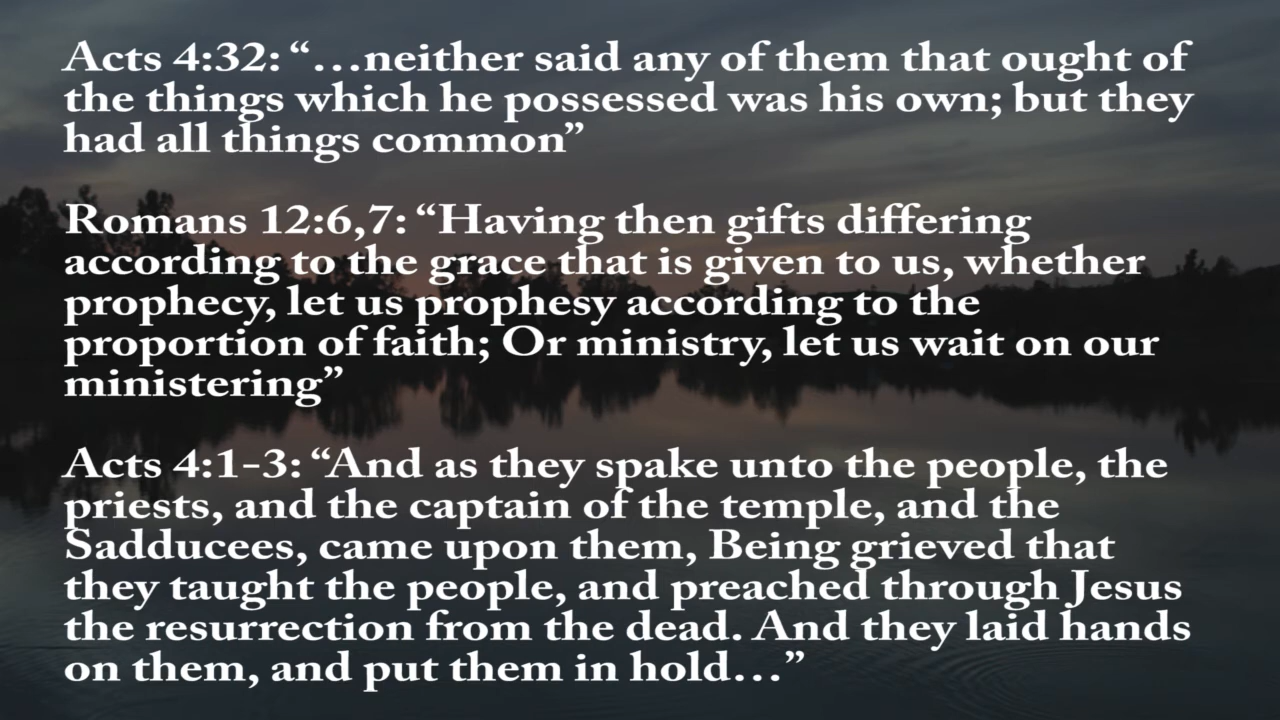 Acts 4:32: “…neither said any of them that ought of
the things which he possessed was his own; but they
had all things common”
Romans 12:6,7: “Having then gifts differing
according to the grace that is given to us, whether
prophecy, let us prophesy according to the
proportion of faith; Or ministry, let us wait on our
ministering”
Acts 4:1-3: “And as they spake unto the people, the
priests, and the captain of the temple, and the
Sadducees, came upon them, Being grieved that
they taught the people, and preached through Jesus
the resurrection from the dead. And they laid hands
on them, and put them in hold…”